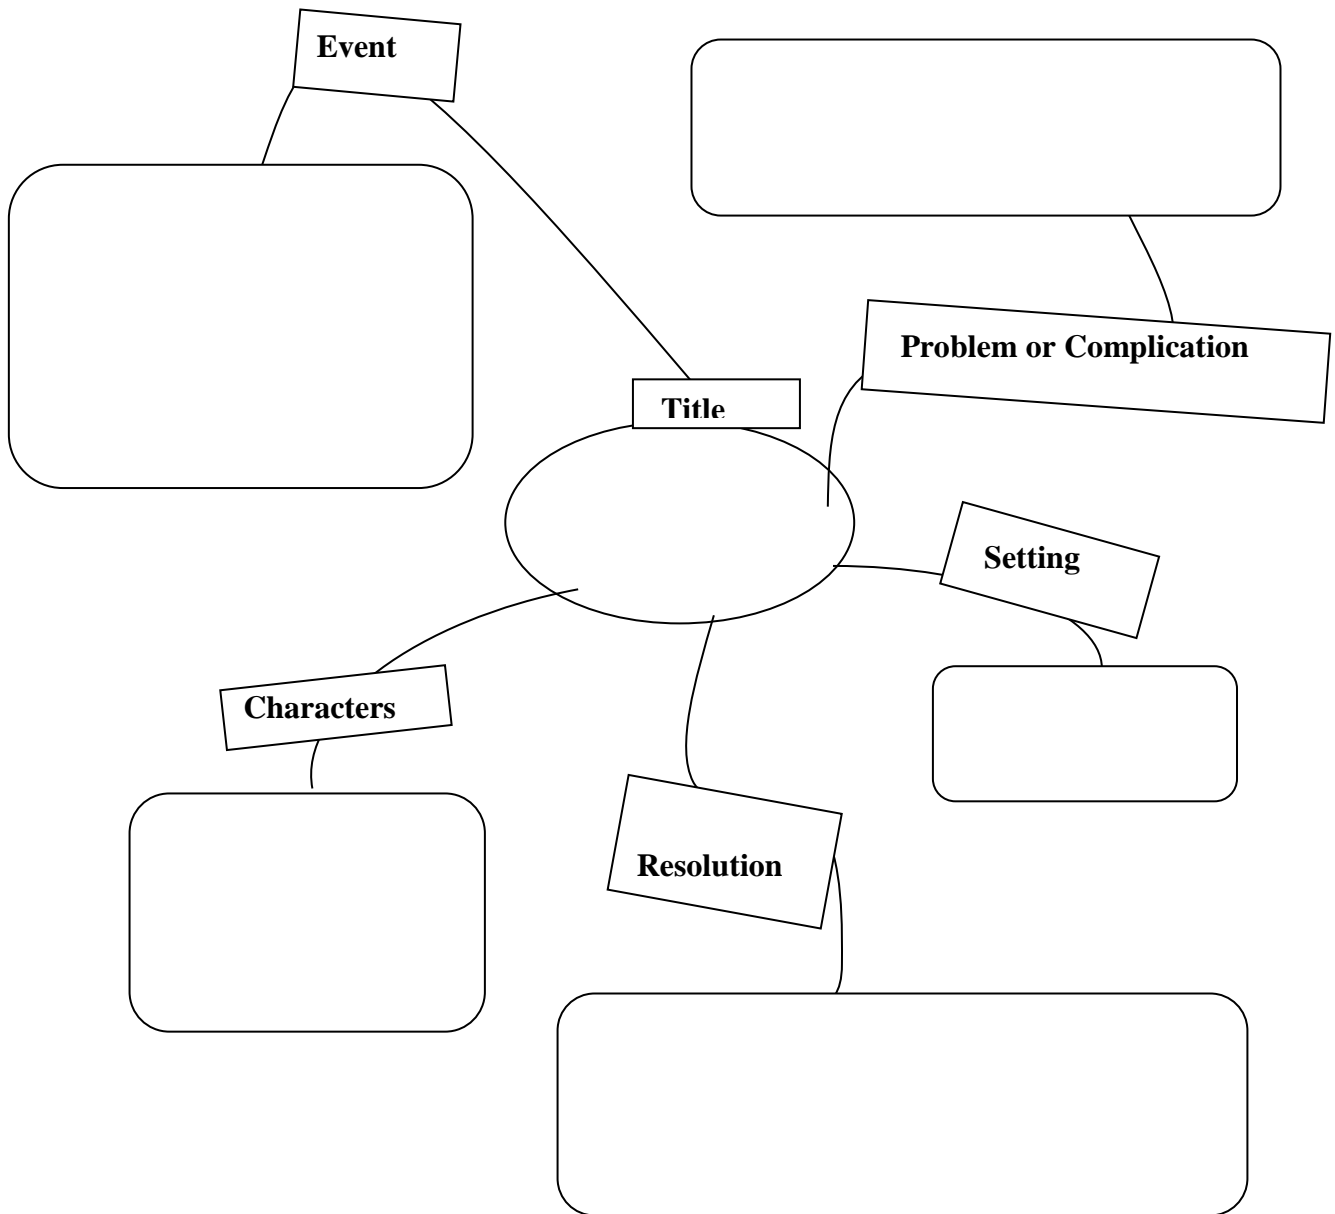 Event
Problem or Complication
Title
Setting
Characters
Resolution